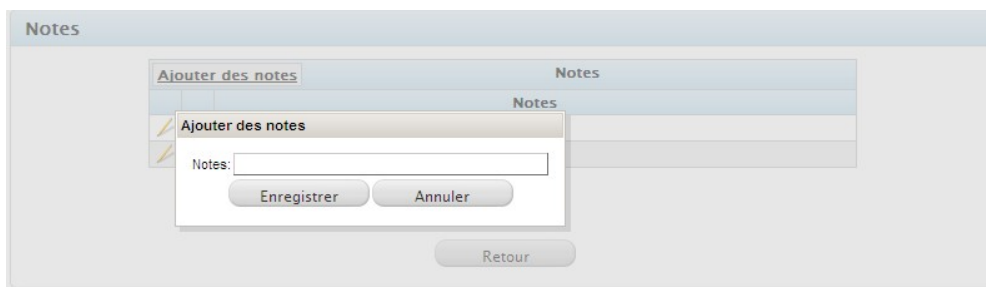 Notes
Ajouter des notes Notes
Notes
Ajouter des notes
Notes:
Enregistrer Annuler
Retour